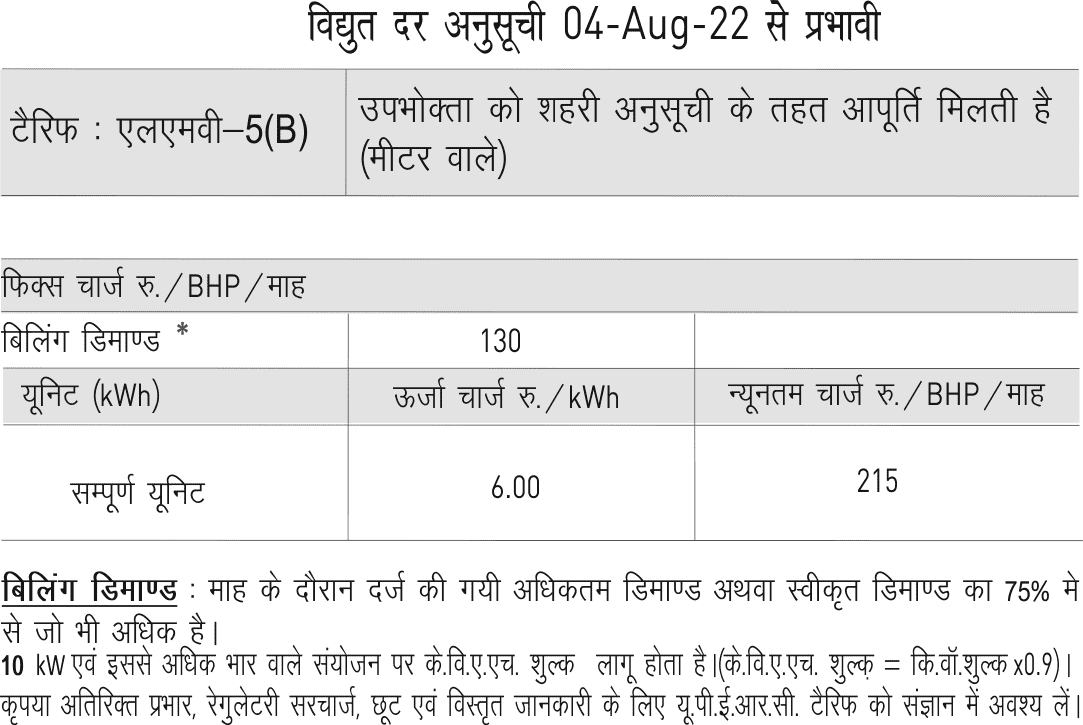 विद्युत दर अनुसूची 04-Aug-22 से प्रभावी
टैरिफ : एलएमवी–5(B)
उपभोक्ता को शहरी अनुसूची के तहत आपूर्ति मिलती है
(मीटर वाले)
फिक्स चार्ज रु./BHP/माह
बिलिंग डिमाण्ड * 130
यूनिट (kWh) ऊर्जा चार्ज रु./kWh न्यूनतम चार्ज रु./BHP/माह
सम्पूर्ण यूनिट 6.00 215
बिलिंग डिमाण्ड : माह के दौरान दर्ज की गयी अधिकतम डिमाण्ड अथवा स्वीकृत डिमाण्ड का 75% मे
से जो भी अधिक है।
10 kW एवं इससे अधिक भार वाले संयोजन पर के.वि.ए.एच. शुल्क लागू होता है।(के.वि.ए.एच. शुल्क़ = कि.वॉ.शुल्क x0.9)।
कृपया अतिरिक्त प्रभार, रेगुलेटरी सरचार्ज, छूट एवं विस्तृत जानकारी के लिए यू.पी.ई.आर.सी. टैरिफ को संज्ञान में अवश्य लें।